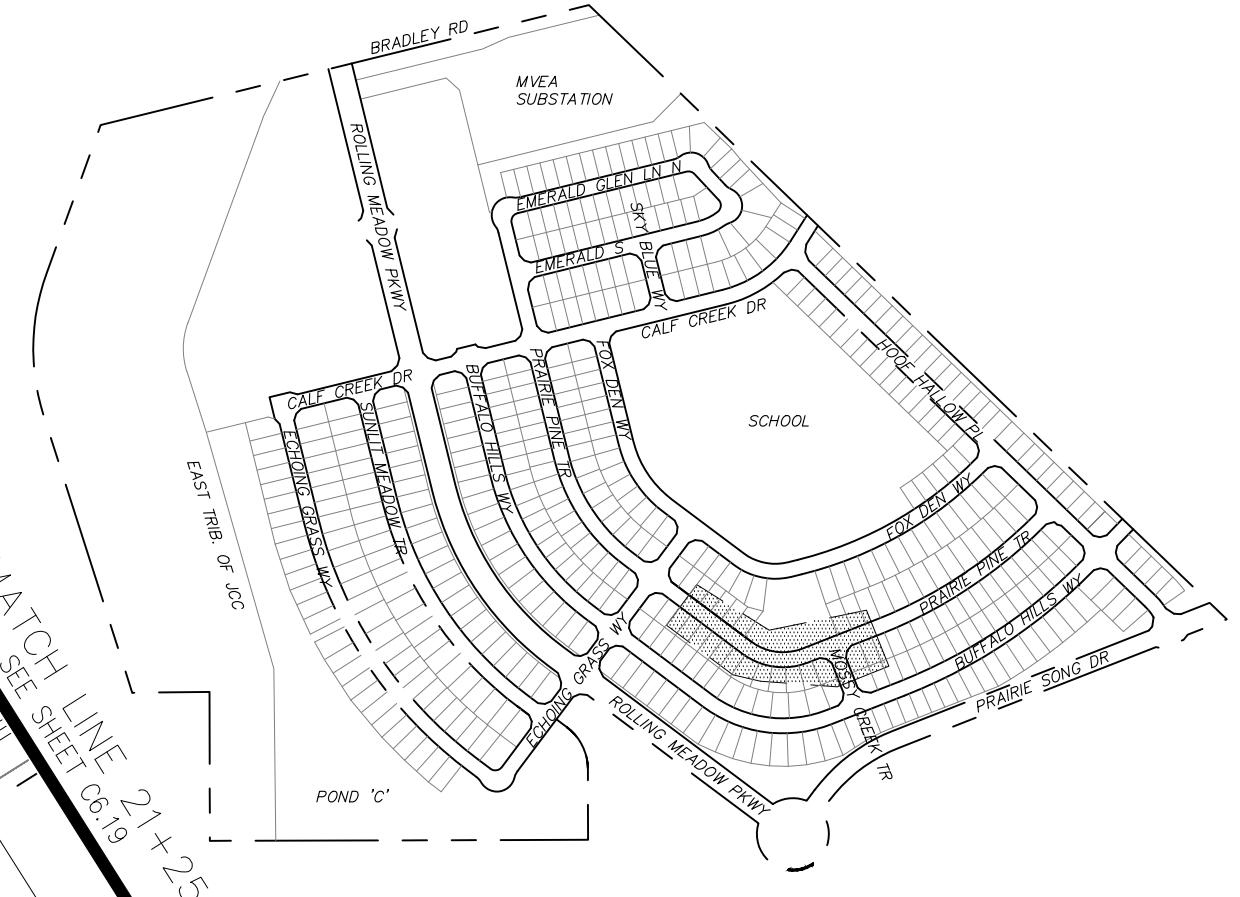 BRADLEY RD
MVEA
SUBSTATION
ROLLING MEADOW PKWY
EMERALD GLEN LN N
SKY BLUE WY
EMERALD S
CALF CREEK DR
HOOF HALLOW PL
CALF CREEK DR
BUFFALO HILLS WY
PRAIRIE PINE TR
FOX DEN WY
SCHOOL
SUNLIT MEADOW TR
ECHOING GRASS WY
EAST TRIB. OF JCC
FOX DEN WY
PRAIRIE PINE TR
BUFFALO HILLS WY
PRAIRIE SONG DR
MOSSY CREEK TR
ECHOING GRASS WY
ROLLING MEADOW PKWY
POND 'C'
MATCH LINE 21+25
SEE SHEET C6.19